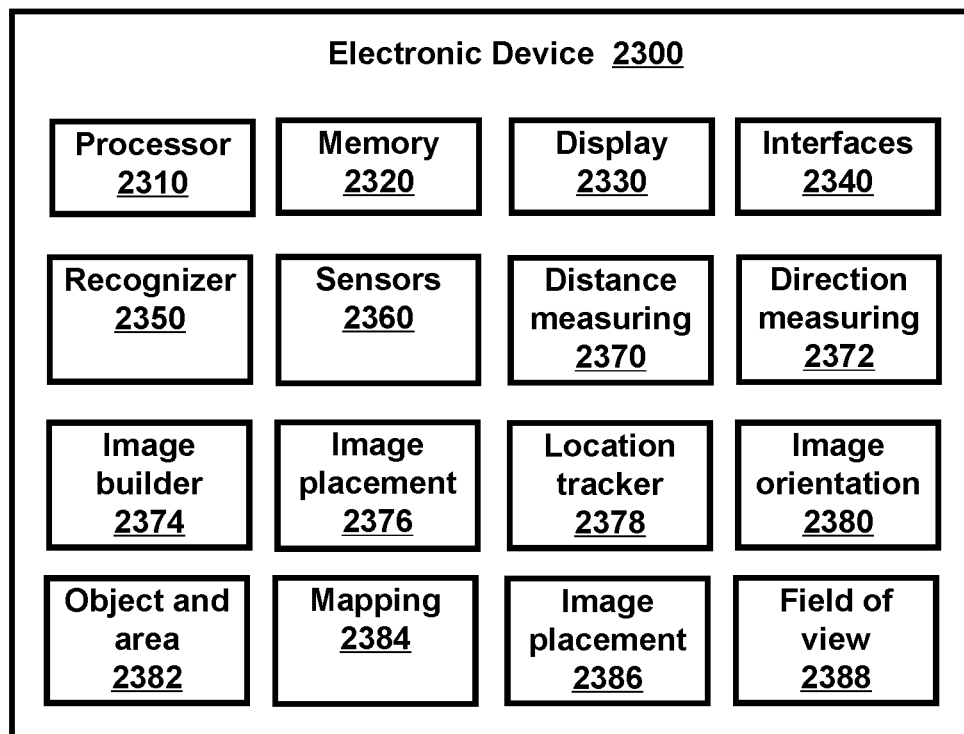 Electronic Device 2300
Processor
2310
Memory
2320
Display
2330
Interfaces
2340
Recognizer
2350
Sensors
2360
Distance
measuring
2370
Direction
measuring
2372
Image
builder
2374
Image
placement
2376
Location
tracker
2378
Image
orientation
2380
Object and
area
2382
Mapping
2384
Image
placement
2386
Field of
view
2388